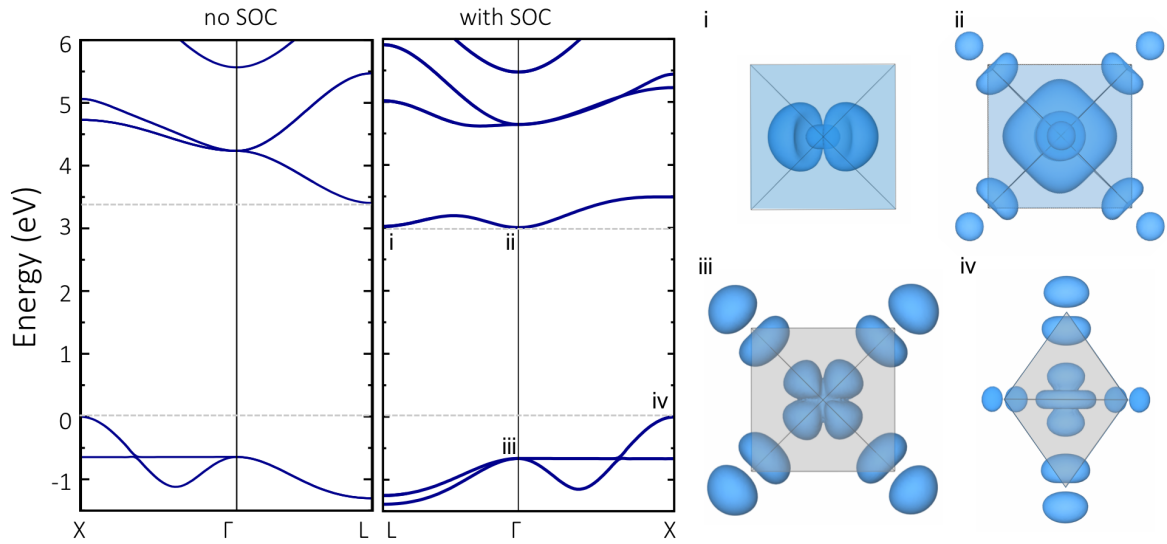 no SOC
with SOC
Energy (eV)
6
5
4
3
2
1
0
-1
X
Γ
L
L
Γ
X
i
ii
iii
iv
i
ii
iii
iv